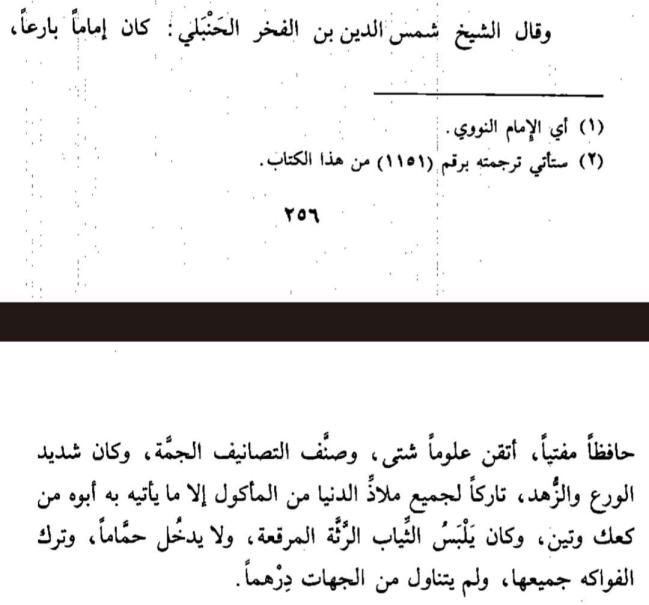 وقال الشيخ شمس الدين بن الفخر الحَنْبَلي: كان إماماً بارعاً،
(١) أي الإمام النووي.
(٢) ستأتي ترجمته برقم (١١٥١) من هذا الكتاب.
٢٥٦
حافظاً مفتياً، أتقن علوماً شتى، وصنَّف التصانيف الجمَّة، وكان شديد
الورع والزُّهد، تاركاً لجميع ملاذِّ الدنيا من المأكول إلا ما يأتيه به أبوه من
كعك وتين، وكان يَلْبَسُ الثِّياب الرَّثَّة المرقعة، ولا يدخُل حمَّاماً، وترك
الفواكه جميعها، ولم يتناول من الجهات دِرْهماً.